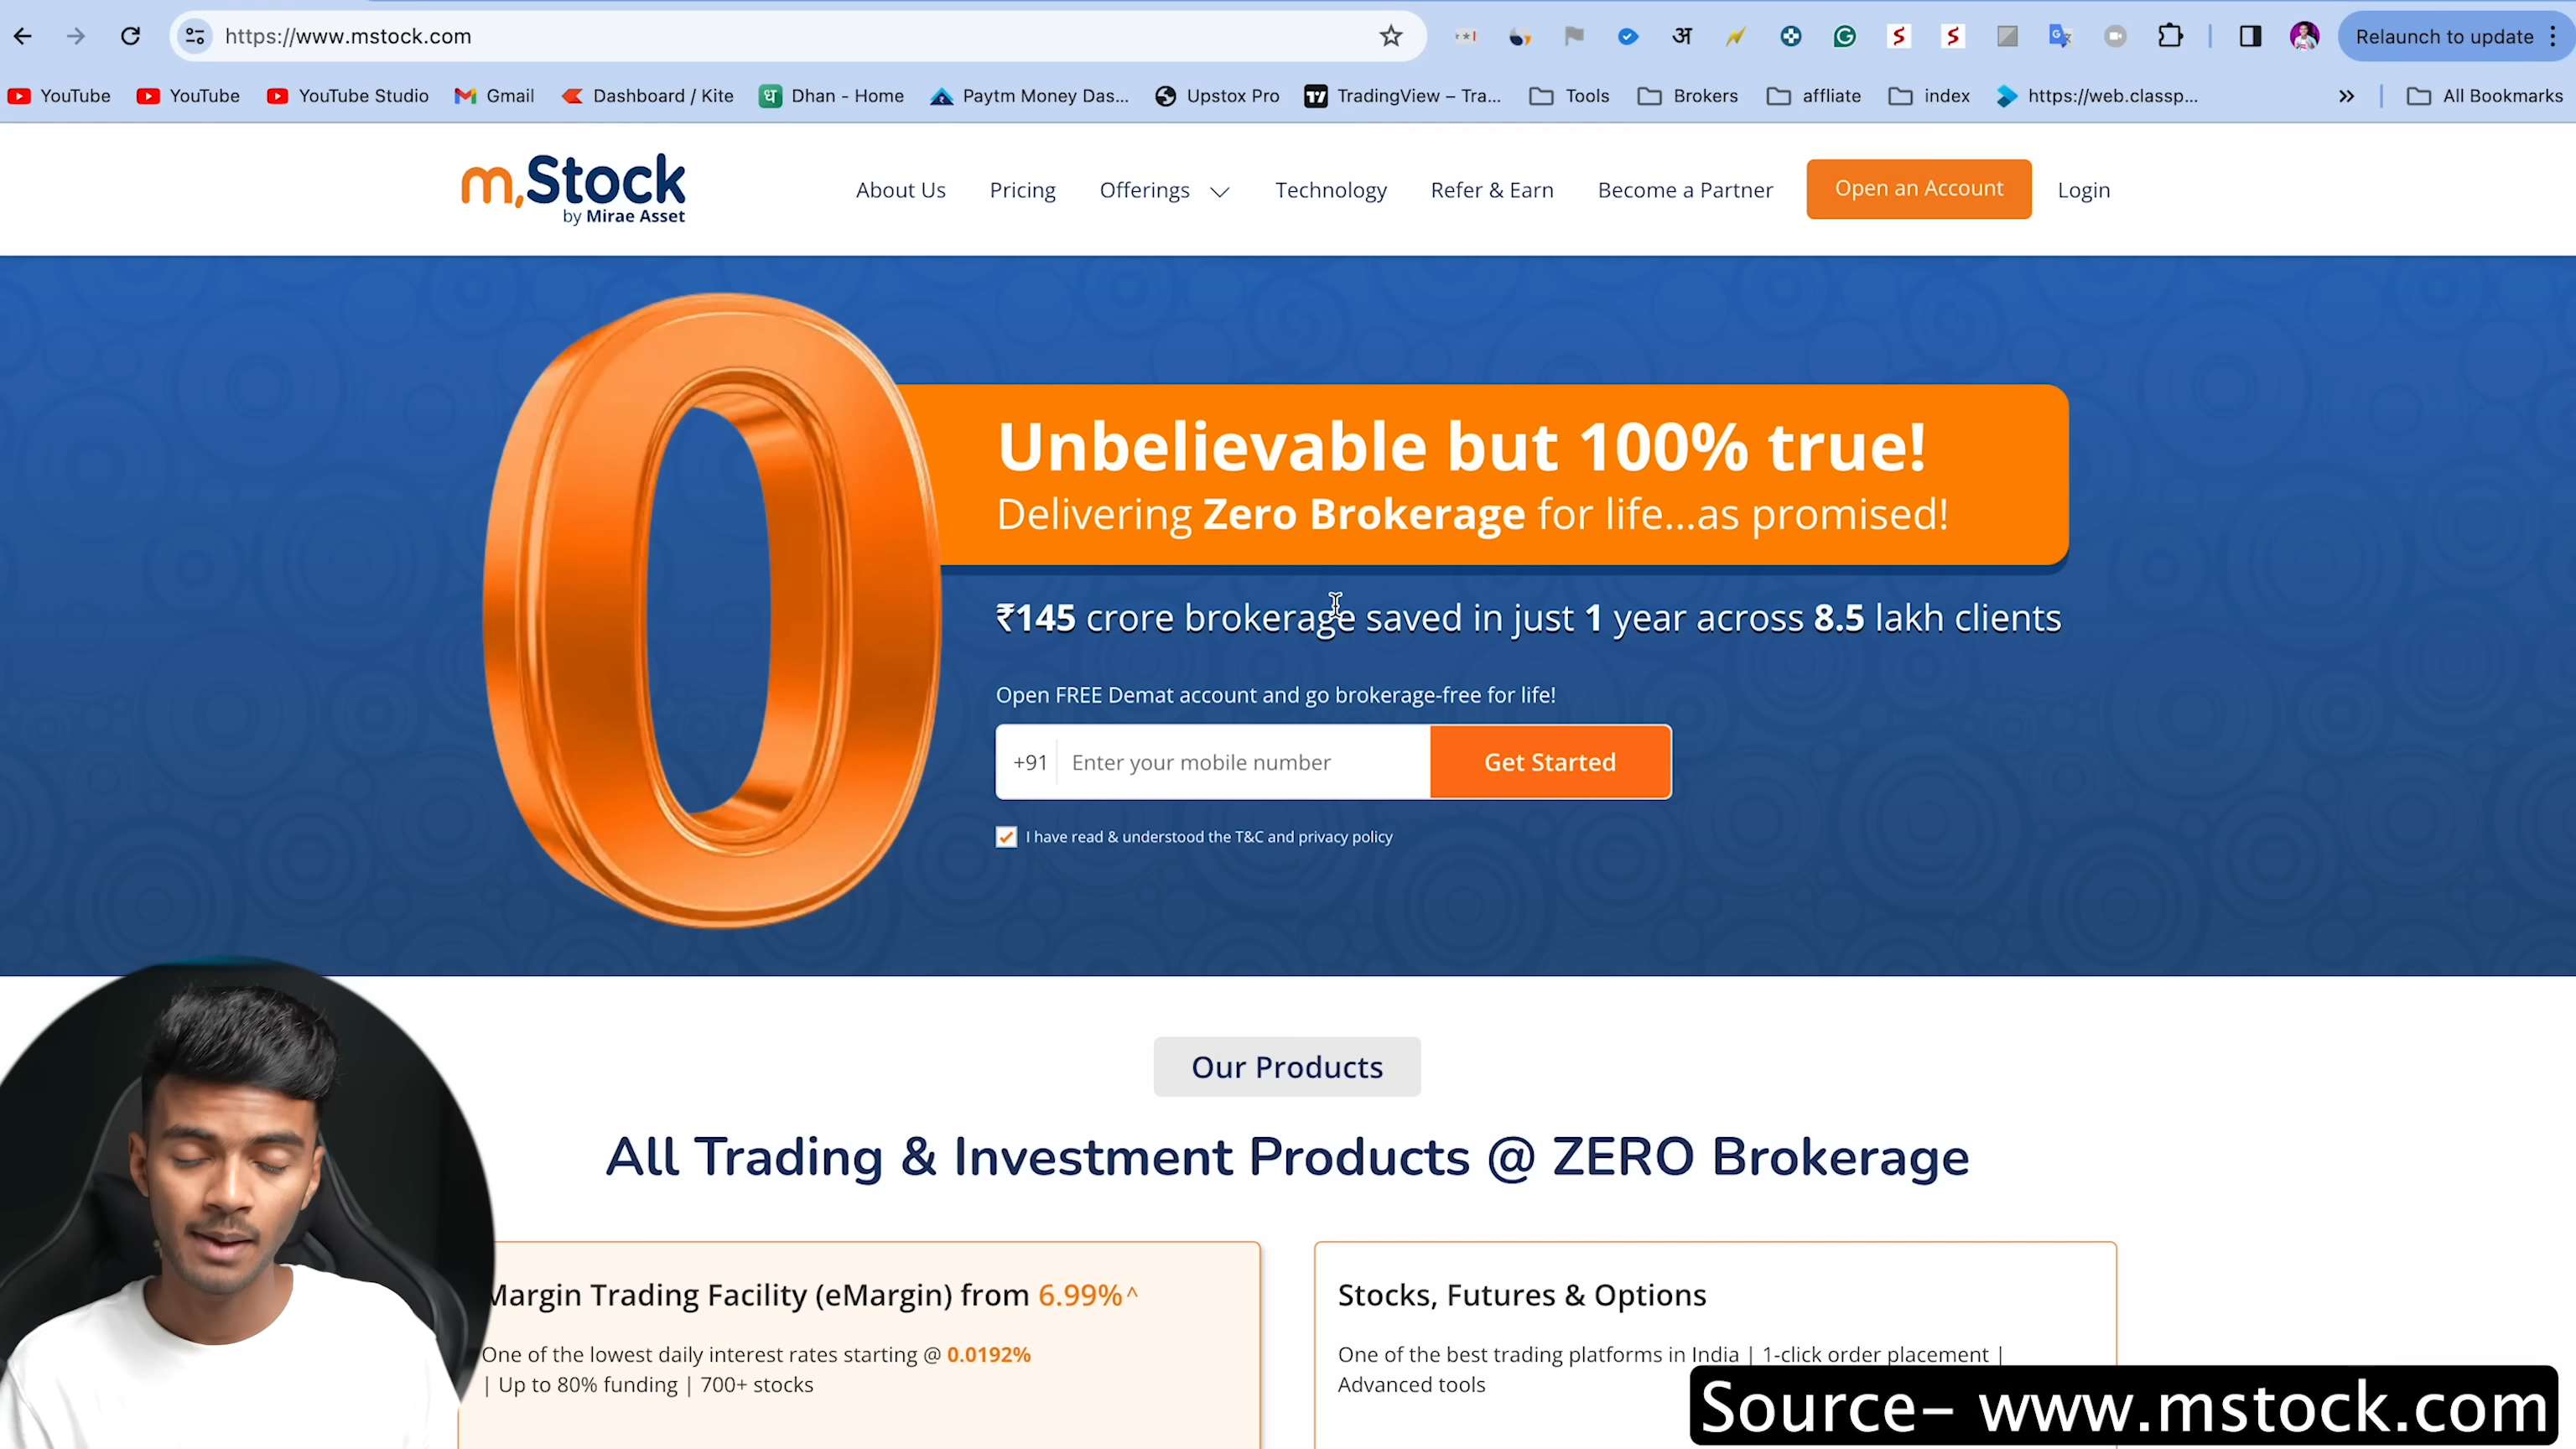 https://www.mstock.com
Relaunch to update
YouTube
YouTube
YouTube Studio
Gmail
Dashboard / Kite
Dhan - Home
Paytm Money Das...
Upstox Pro
TradingView – Tra...
Tools
Brokers
affliate
index
https://web.classp...
All Bookmarks
m.Stock
by Mirae Asset
About Us
Pricing
Offerings
Technology
Refer & Earn
Become a Partner
Open an Account
Login
0
Unbelievable but 100% true!
Delivering Zero Brokerage for life...as promised!
₹145 crore brokerage saved in just 1 year across 8.5 lakh clients
Open FREE Demat account and go brokerage-free for life!
+91 Enter your mobile number
Get Started
I have read & understood the T&C and privacy policy
Our Products
All Trading & Investment Products @ ZERO Brokerage
Margin Trading Facility (eMargin) from 6.99%^
One of the lowest daily interest rates starting @ 0.0192%
| Up to 80% funding | 700+ stocks
Stocks, Futures & Options
One of the best trading platforms in India | 1-click order placement |
Advanced tools
Source- www.mstock.com